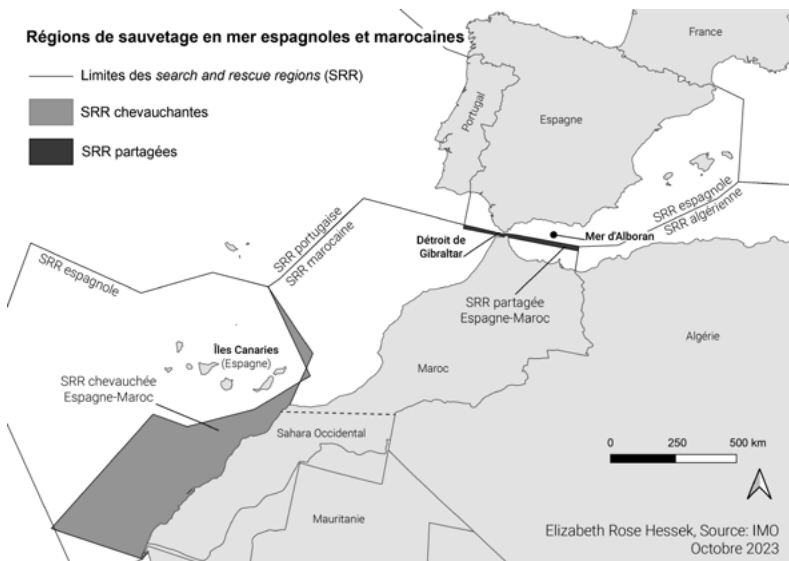 Régions de sauvetage en mer espagnoles et marocaines
Limites des search and rescue regions (SRR)
SRR chevauchantes
SRR partagées
France
Portugal
Espagne
SRR espagnole
SRR algérienne
Mer d'Alboran
Détroit de
Gibraltar
SRR portugaise
SRR marocaine
SRR espagnole
SRR partagée
Espagne-Maroc
Algérie
Îles Canaries
(Espagne)
Maroc
SRR chevauchée
Espagne-Maroc
Sahara Occidental
0 250 500 km
Mauritanie
Elizabeth Rose Hessek, Source: IMO
Octobre 2023